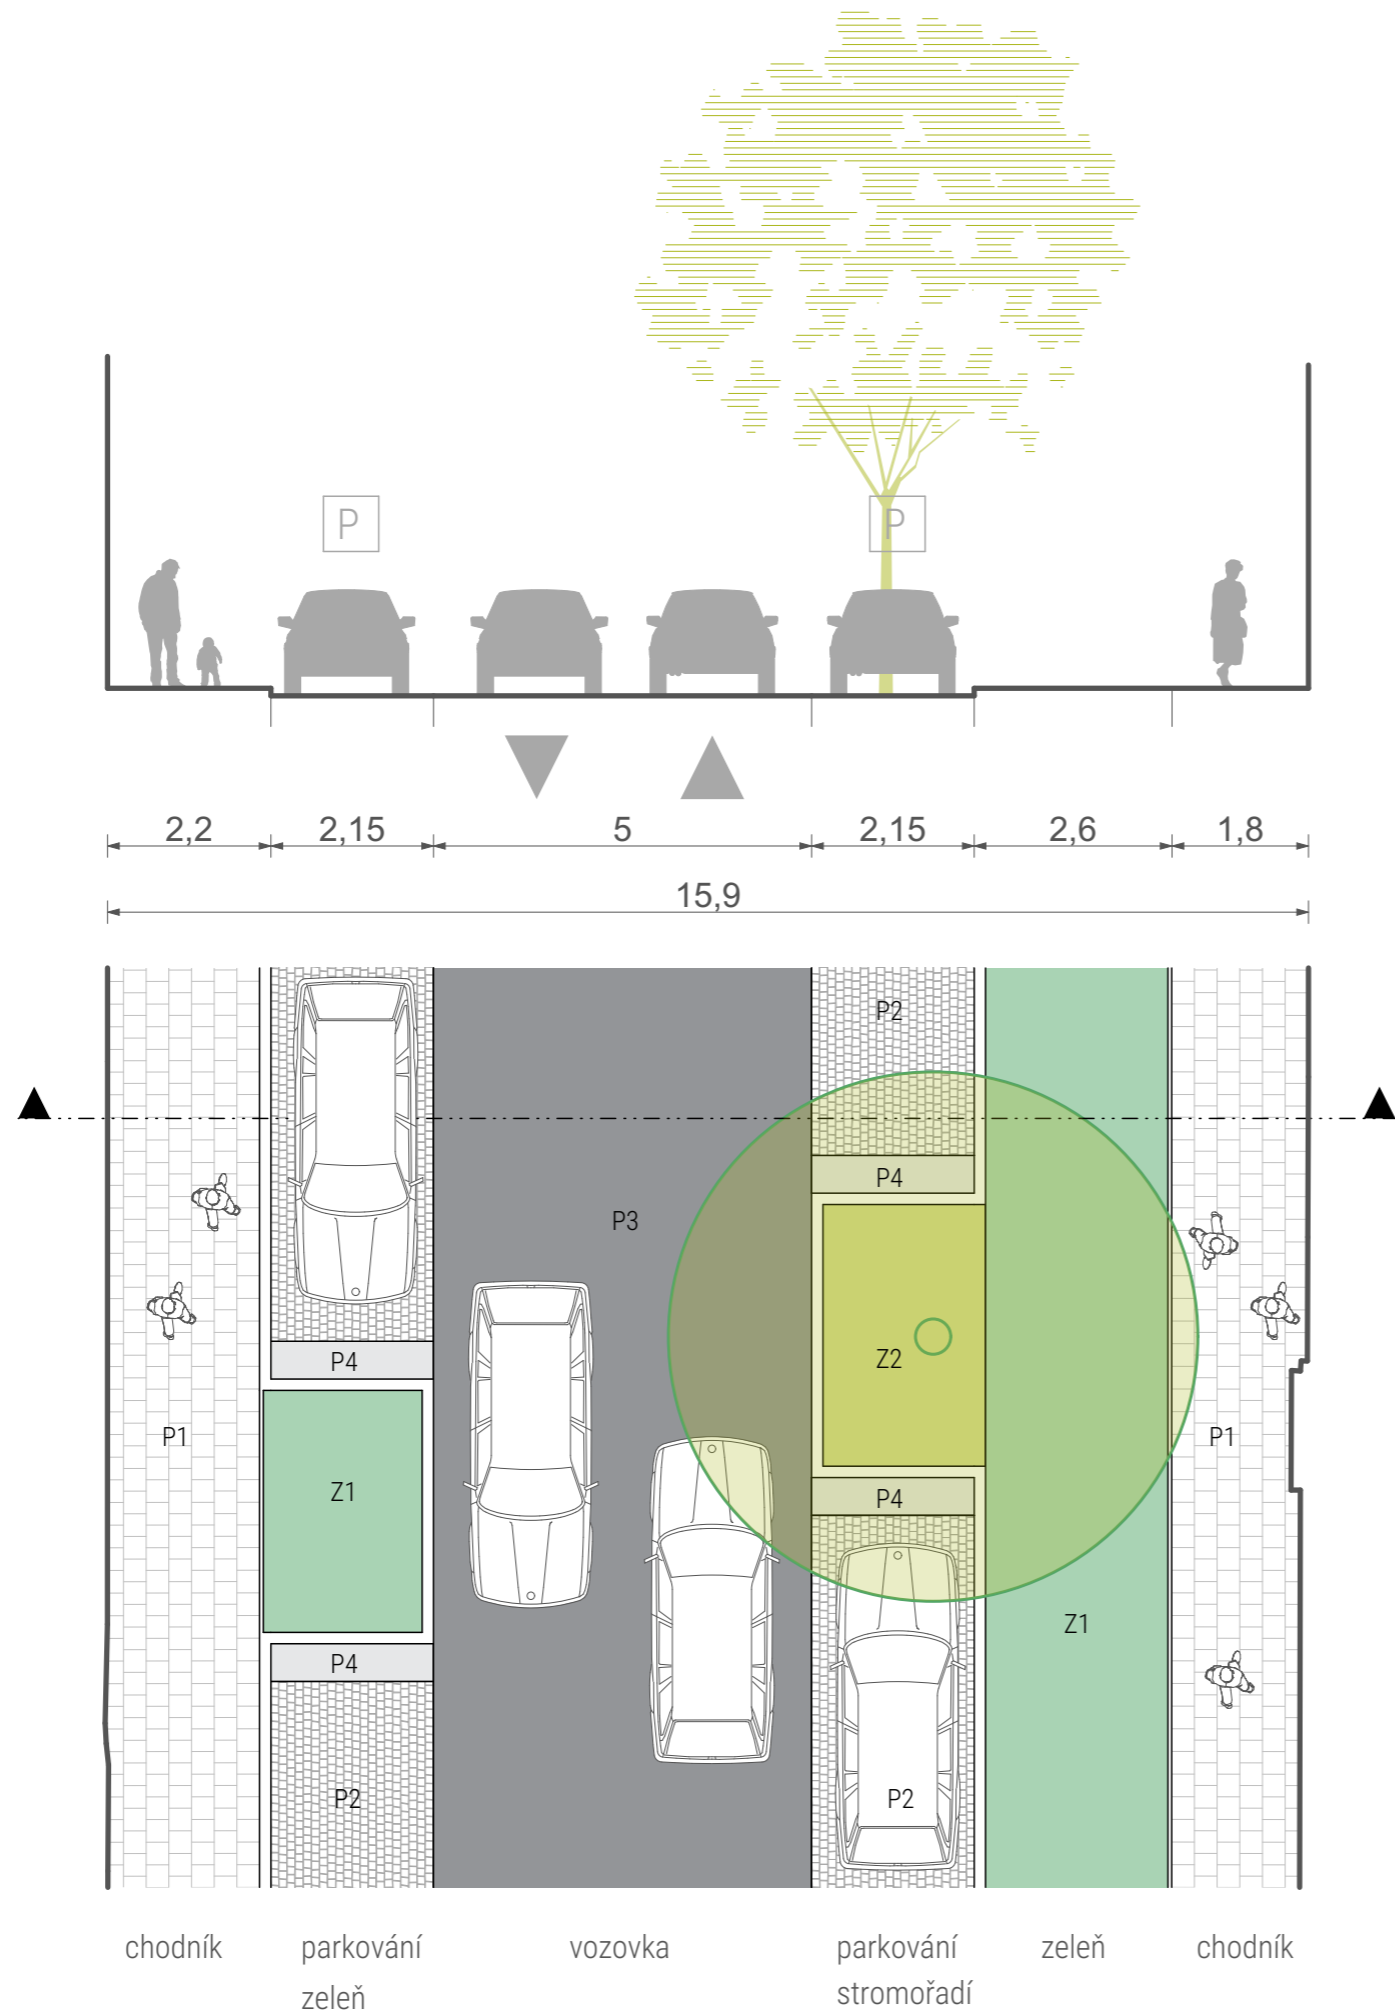 P
P
2,2
2,15
5
2,15
2,6
1,8
15,9
P2
P4
P3
Z2
P4
P1
P1
Z1
P4
Z1
P4
P2
P2
chodník
parkování
zeleň
vozovka
parkování
stromořadí
zeleň
chodník